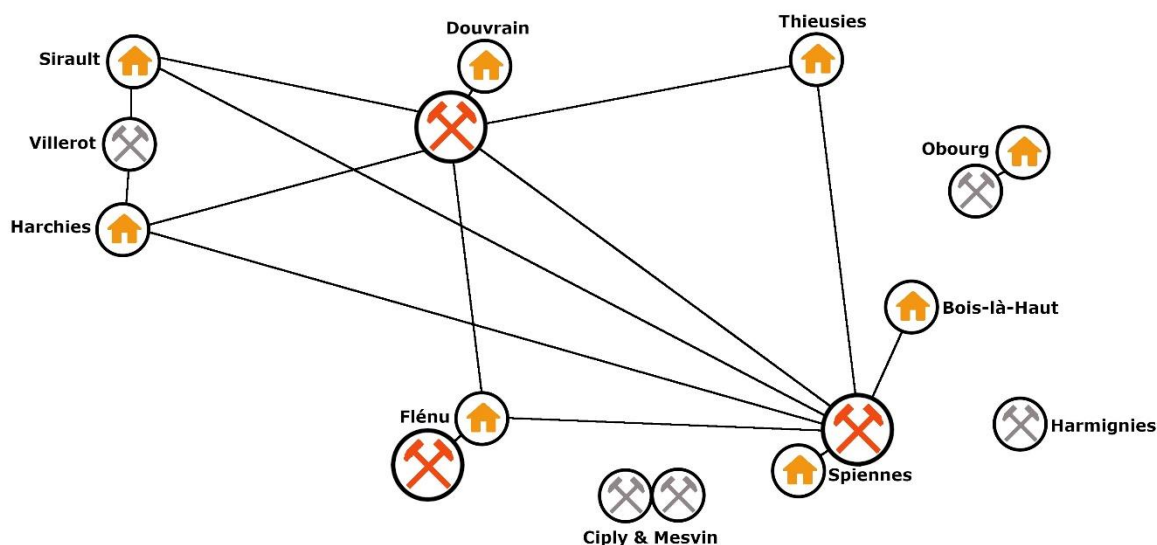 Thieusies
Douvrain
Sirault
Villerot
Obourg
Harchies
Bois-là-Haut
Flénu
Harmignies
Spiennes
Ciply & Mesvin